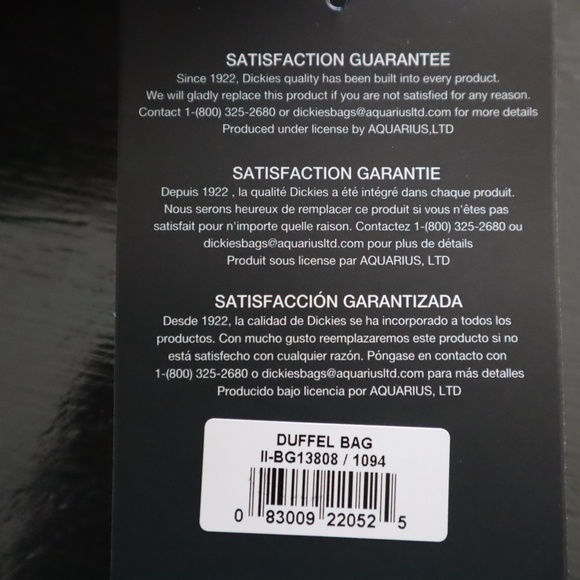 SATISFACTION GUARANTEE
Since 1922, Dickies quality has been built into every product.
We will gladly replace this product if you are not satisfied for any reason.
Contact 1-(800) 325-2680 or dickiesbags@aquariusltd.com for more details
Produced under license by AQUARIUS,LTD
SATISFACTION GARANTIE
Depuis 1922 , la qualité Dickies a été intégré dans chaque produit.
Nous serons heureux de remplacer ce produit si vous n'êtes pas
satisfait pour n'importe quelle raison. Contactez 1-(800) 325-2680 ou
dickiesbags@aquariusltd.com pour plus de détails
Produit sous license par AQUARIUS, LTD
SATISFACCIÓN GARANTIZADA
Desde 1922, la calidad de Dickies se ha incorporado a todos los
productos. Con mucho gusto reemplazaremos este producto si no
está satisfecho con cualquier razón. Póngase en contacto con
1-(800) 325-2680 o dickiesbags@aquariusltd.com para más detalles
Producido bajo licencia por AQUARIUS, LTD
DUFFEL BAG
II-BG13808 / 1094
0 83009 22052 5